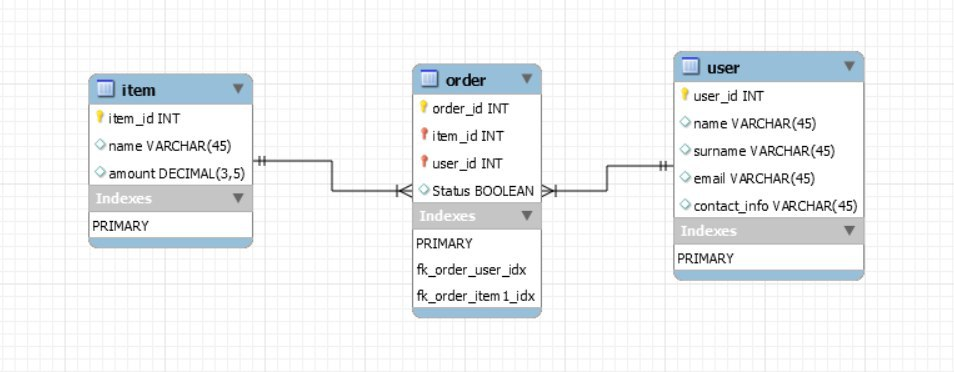 item
item_id INT
name VARCHAR(45)
amount DECIMAL(3,5)
Indexes
PRIMARY
order
order_id INT
item_id INT
user_id INT
Status BOOLEAN
Indexes
PRIMARY
fk_order_user_idx
fk_order_item1_idx
user
user_id INT
name VARCHAR(45)
surname VARCHAR(45)
email VARCHAR(45)
contact_info VARCHAR(45)
Indexes
PRIMARY